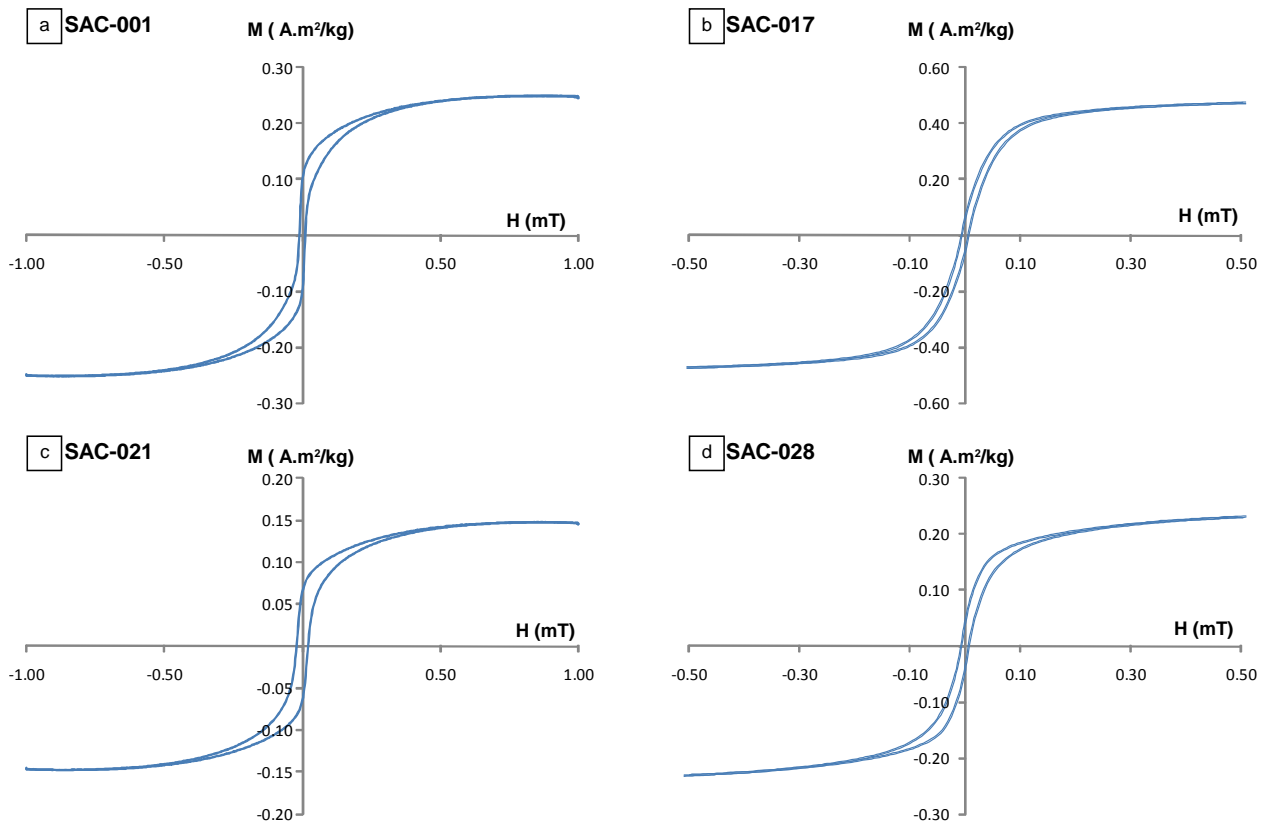 a SAC-001 M ( A.m²/kg)
0.30
0.20
0.10
H (mT)
-1.00 -0.50 0.50 1.00
-0.10
-0.20
-0.30
b SAC-017 M ( A.m²/kg)
0.60
0.40
0.20
H (mT)
-0.50 -0.30 -0.10 0.10 0.30 0.50
-0.20
-0.40
-0.60
c SAC-021 M ( A.m²/kg)
0.20
0.15
0.10
0.05
H (mT)
-1.00 -0.50 0.50 1.00
-0.05
-0.10
-0.15
-0.20
d SAC-028 M ( A.m²/kg)
0.30
0.20
0.10
H (mT)
-0.50 -0.30 -0.10 0.10 0.30 0.50
-0.10
-0.20
-0.30